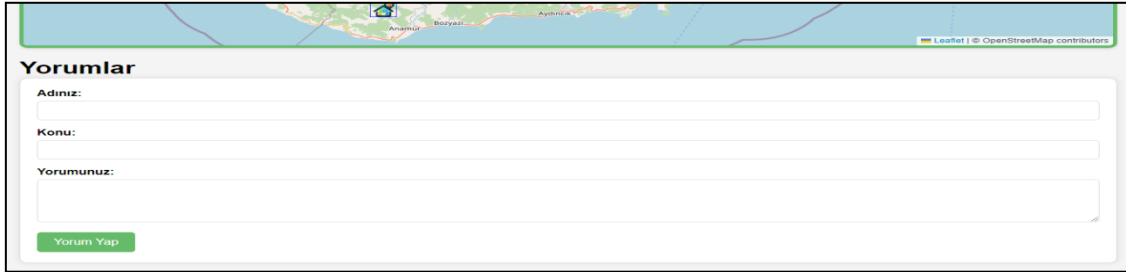 Aydıncık
Bozyazı
Anamur
Leaflet | © OpenStreetMap contributors
Yorumlar
Adınız:
Konu:
Yorumunuz:
Yorum Yap